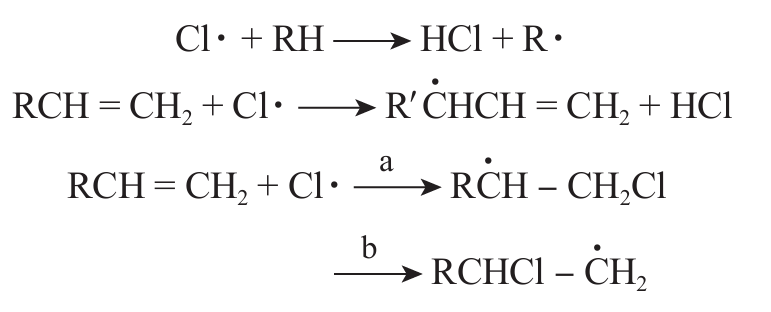 Cl· + RH ⟶ HCl + R·
RCH = CH₂ + Cl· ⟶ R′ĊHCH = CH₂ + HCl
RCH = CH₂ + Cl· a⟶ RĊH – CH₂Cl
b⟶ RCHCl – ĊH₂